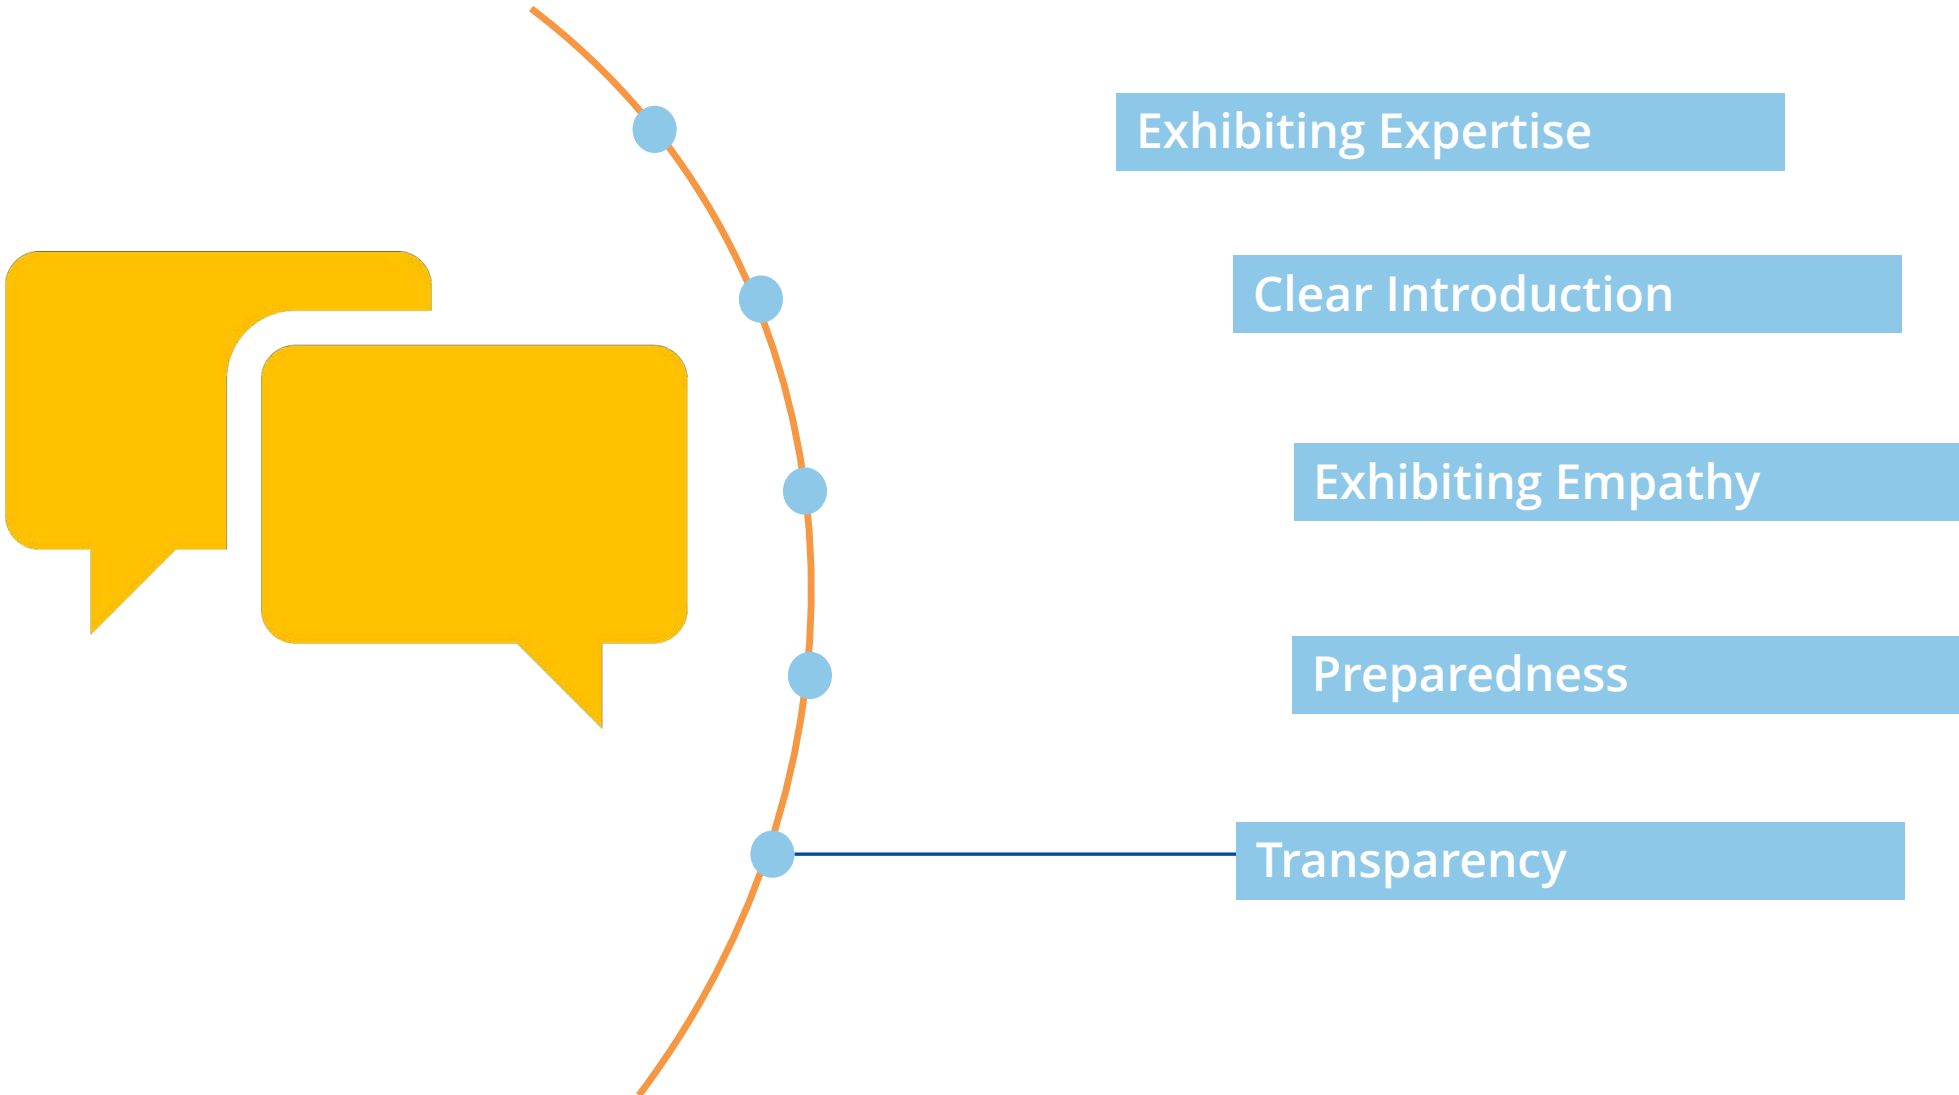 Exhibiting Expertise
Clear Introduction
Exhibiting Empathy
Preparedness
Transparency